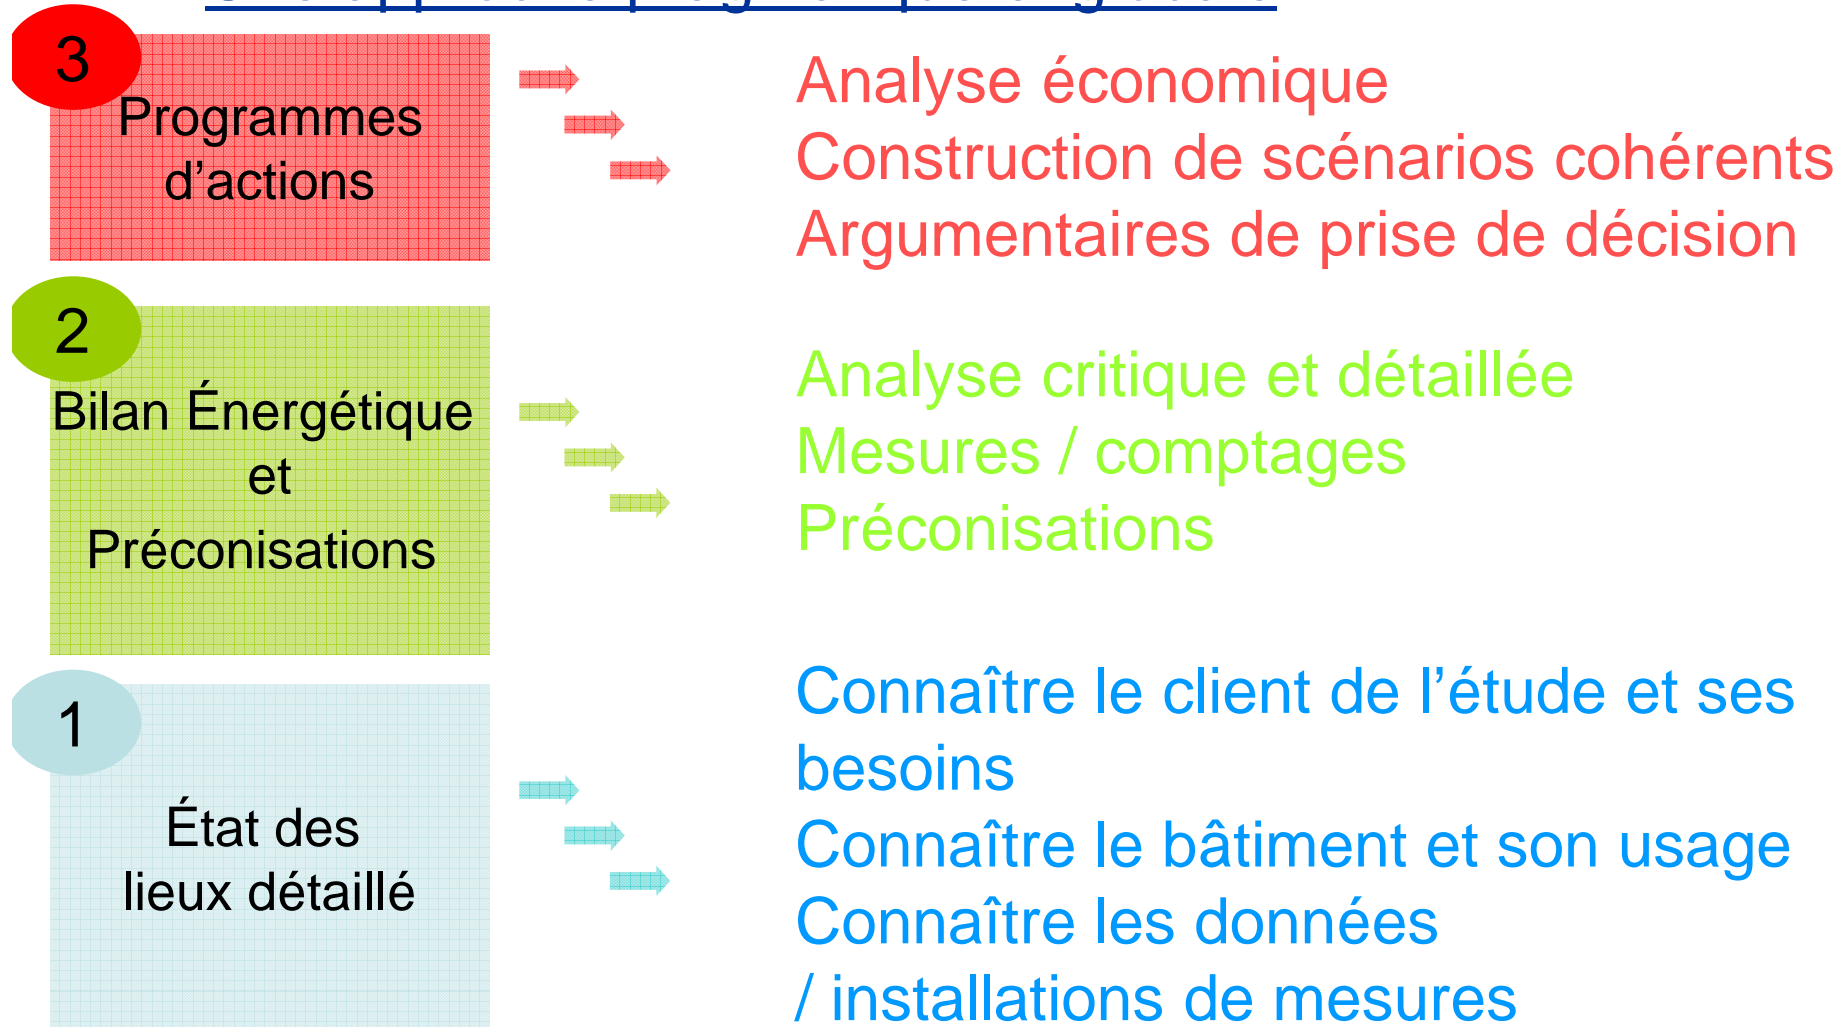 3
Programmes
d’actions
Analyse économique
Construction de scénarios cohérents
Argumentaires de prise de décision
2
Bilan Énergétique
et
Préconisations
Analyse critique et détaillée
Mesures / comptages
Préconisations
1
État des
lieux détaillé
Connaître le client de l’étude et ses
besoins
Connaître le bâtiment et son usage
Connaître les données
/ installations de mesures